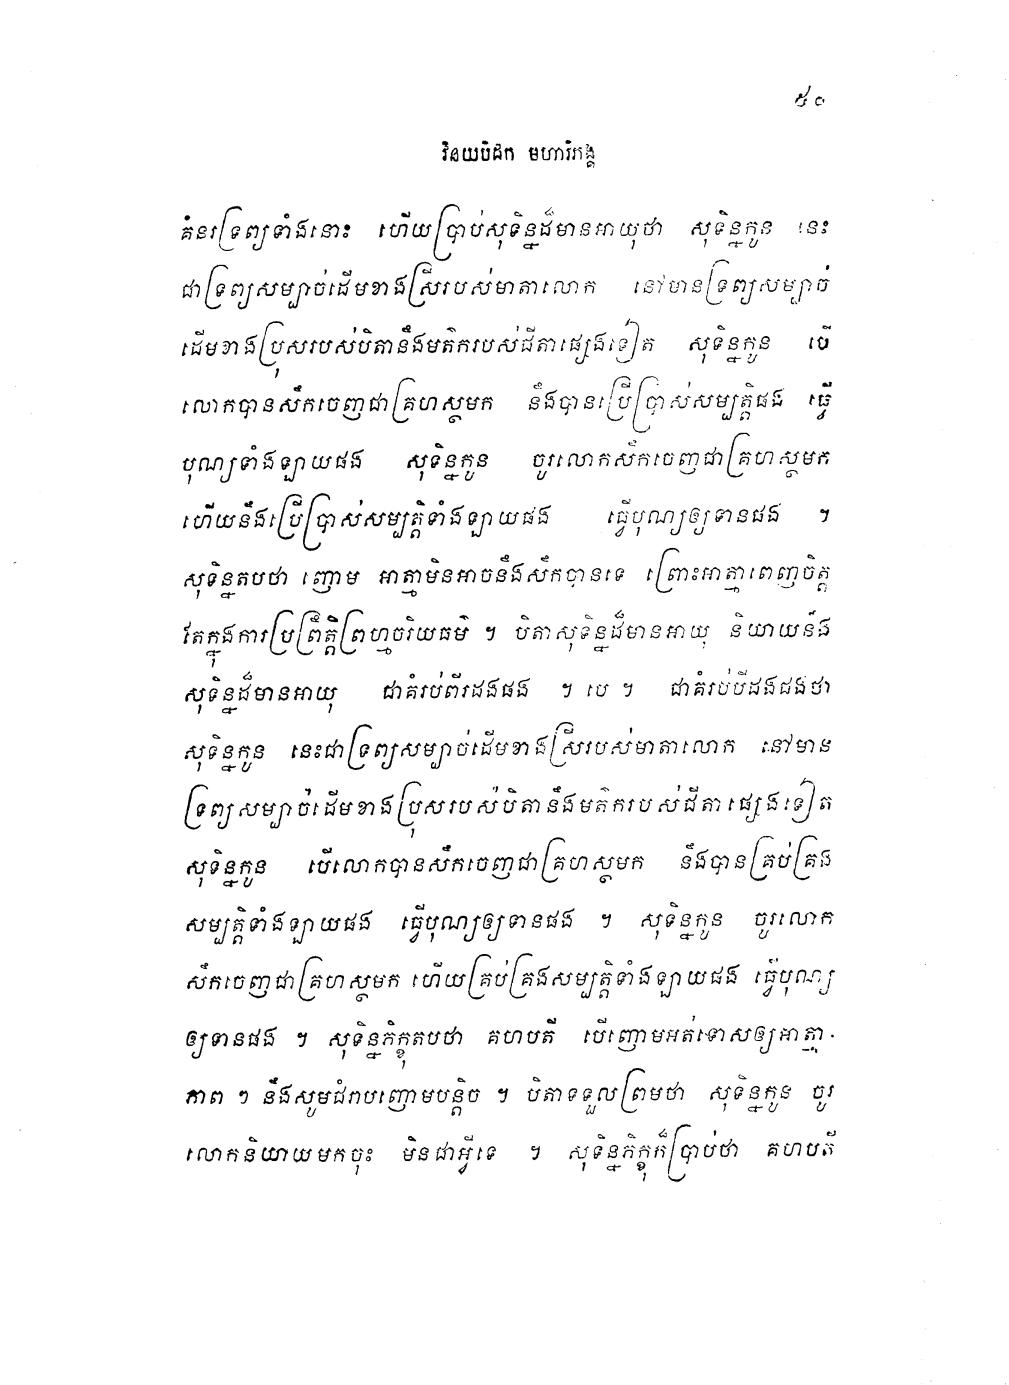 ៥០
វិនយបិដក មហាវិភង្គ
គំនរទ្រព្យទាំងនោះ ហើយប្រាប់សុទិន្នដ៏មានអាយុថា សុទិន្នកូន នេះ
ជាទ្រព្យសម្បាច់ដើមខាងស្រីរបស់មាតាលោក នៅមានទ្រព្យសម្បាច់
ដើមខាងប្រុសរបស់បិតានឹងមត៌ករបស់ជីតាផ្សេងទៀត សុទិន្នកូន បើ
លោកបានសឹកចេញជាគ្រហស្ថមក នឹងបានប្រើប្រាស់សម្បត្តិផង ធ្វើ
បុណ្យទាំងឡាយផង សុទិន្នកូន ចូរលោកសឹកចេញជាគ្រហស្ថមក
ហើយនឹងប្រើប្រាស់សម្បត្តិទាំងឡាយផង ធ្វើបុណ្យឲ្យទានផង ។
សុទិន្នតបថា ញោម អាត្មាមិនអាចនឹងសឹកបានទេ ព្រោះអាត្មាពេញចិត្ត
តែក្នុងការប្រព្រឹត្តិព្រហ្មចរិយធម៌ ។ បិតាសុទិន្នដ៏មានអាយុ និយាយនឹង
សុទិន្នដ៏មានអាយុ ជាគំរប់ពីរដងផង ។ បេ ។ ជាគំរប់បីដងផងថា
សុទិន្នកូន នេះជាទ្រព្យសម្បាច់ដើមខាងស្រីរបស់មាតាលោក នៅមាន
ទ្រព្យសម្បាច់ដើមខាងប្រុសរបស់បិតានឹងមត៌ករបស់ជីតាផ្សេងទៀត
សុទិន្នកូន បើលោកបានសឹកចេញជាគ្រហស្ថមក នឹងបានគ្រប់គ្រង
សម្បត្តិទាំងឡាយផង ធ្វើបុណ្យឲ្យទានផង ។ សុទិន្នកូន ចូរលោក
សឹកចេញជាគ្រហស្ថមក ហើយគ្រប់គ្រងសម្បត្តិទាំងឡាយផង ធ្វើបុណ្យ
ឲ្យទានផង ។ សុទិន្នភិក្ខុតបថា គហបតី បើញោមអត់ទោសឲ្យអាត្មា-
ភាព ៗ នឹងសូមជំរាបញោមបន្តិច ។ បិតាទទួលព្រមថា សុទិន្នកូន ចូរ
លោកនិយាយមកចុះ មិនជាអ្វីទេ ។ សុទិន្នភិក្ខុក៏ប្រាប់ថា គហបតី